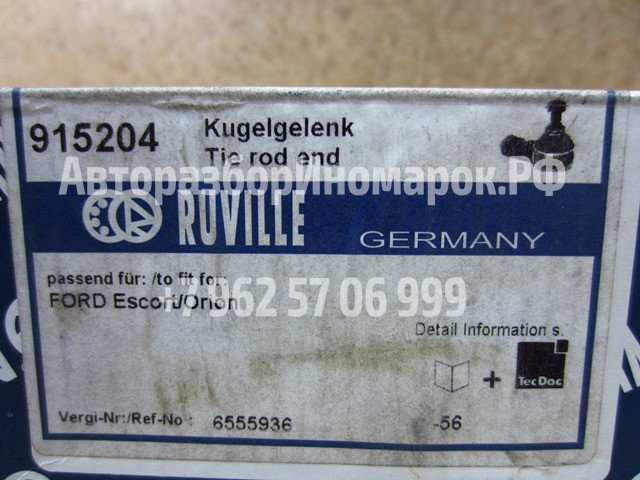 915204
Kugelgelenk
Tie rod end
АвторазборИномарок.РФ
RUVILLE
GERMANY
passend für: /to fit for:
FORD Escort/Orion
+7 962 57 06 999
Detail Information s.
+
TecDoc
Vergl-Nr:/Ref-No : 6555936 -56